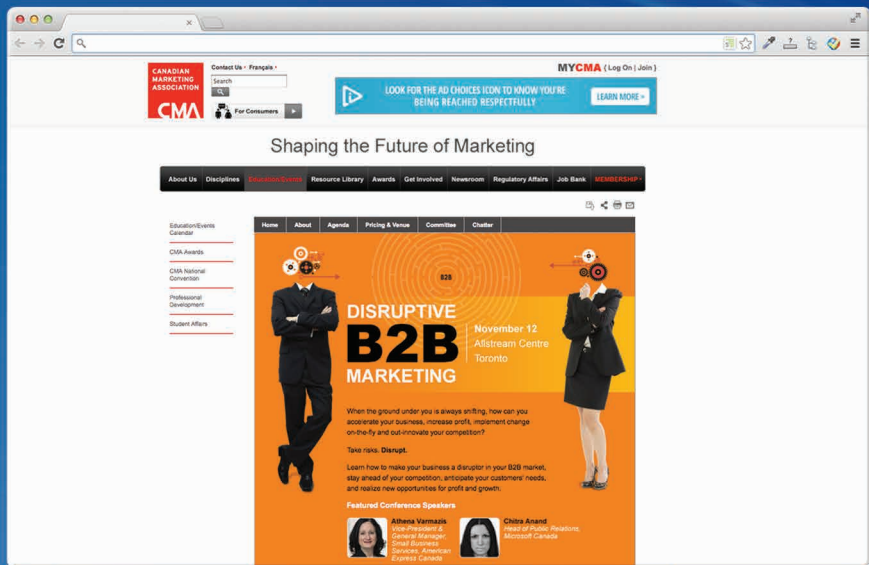 CANADIAN
MARKETING
ASSOCIATION
CMA
Contact Us • Français •
Search
For Consumers
MYCMA ( Log On | Join )
LOOK FOR THE AD CHOICES ICON TO KNOW YOU'RE
BEING REACHED RESPECTFULLY
LEARN MORE >
Shaping the Future of Marketing
About Us Disciplines Education/Events Resource Library Awards Get Involved Newsroom Regulatory Affairs Job Bank MEMBERSHIP
Education/Events
Calendar
CMA Awards
CMA National
Convention
Professional
Development
Student Affairs
Home About Agenda Pricing & Venue Committee Chatter
B2B
DISRUPTIVE
B2B
MARKETING
November 12
Allstream Centre
Toronto
When the ground under you is always shifting, how can you
accelerate your business, increase profit, implement change
on-the-fly and out-innovate your competition?
Take risks. Disrupt.
Learn how to make your business a disruptor in your B2B market,
stay ahead of your competition, anticipate your customers' needs,
and realize new opportunities for profit and growth.
Featured Conference Speakers
Athena Varmazis
Vice-President &
General Manager,
Small Business
Services, American
Express Canada
Chitra Anand
Head of Public Relations,
Microsoft Canada